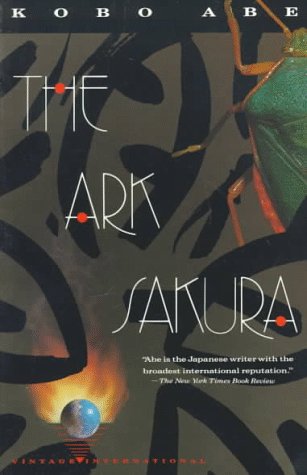 KOBO ABE
THE
ARK
SAKURA
"Abe is the Japanese writer with the
broadest international reputation."
— The New York Times Book Review
VINTAGE INTERNATIONAL